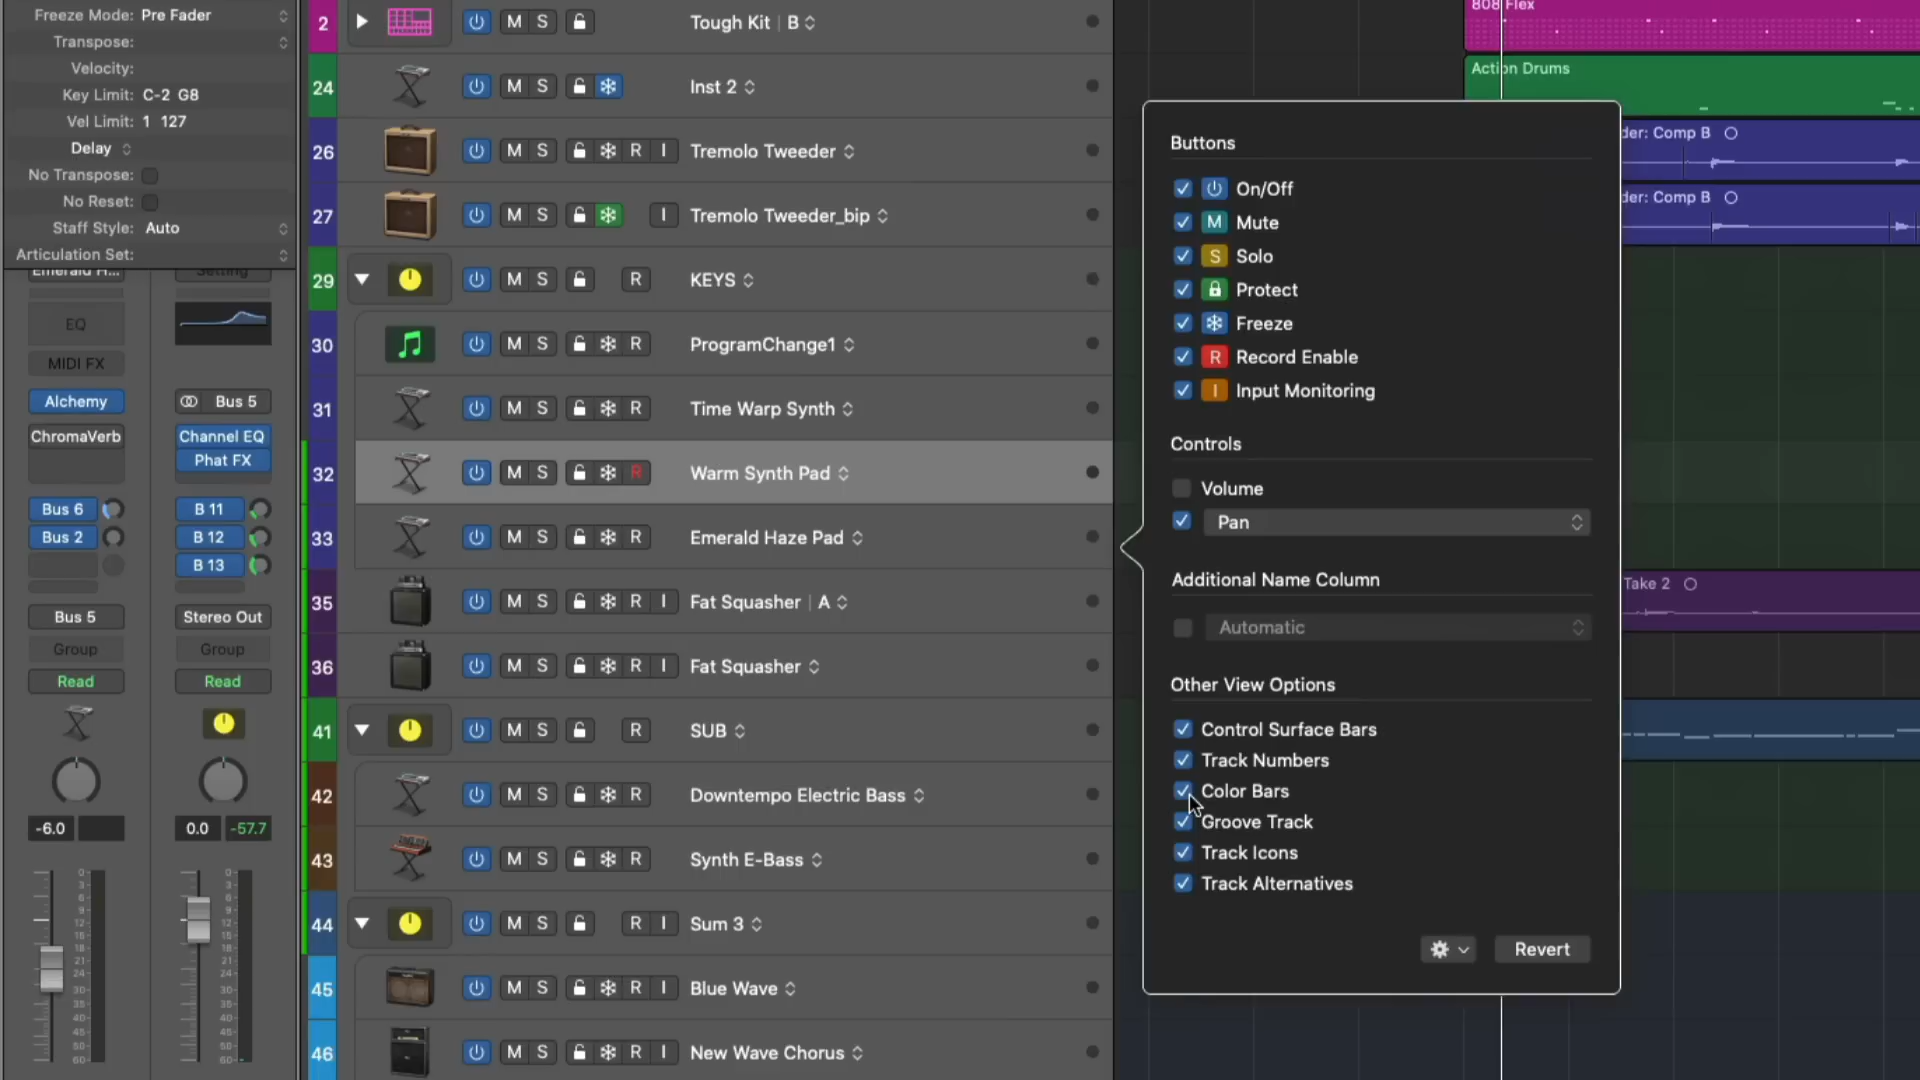 Freeze Mode: Pre Fader
Transpose:
Velocity:
Key Limit: C-2 G8
Vel Limit: 1 127
Delay
No Transpose:
No Reset:
Staff Style: Auto
Articulation Set:
Emerald H...
Setting
EQ
MIDI FX
Alchemy
Bus 5
ChromaVerb
Channel EQ
Phat FX
Bus 6
B 11
Bus 2
B 12
B 13
Bus 5
Stereo Out
Group
Group
Read
Read
-6.0
0.0
-57.7
2
M S
Tough Kit | B
24
M S
Inst 2
26
M S
R I
Tremolo Tweeder
27
M S
I
Tremolo Tweeder_bip
29
M S
R
KEYS
30
M S
R
ProgramChange1
31
M S
R
Time Warp Synth
32
M S
R
Warm Synth Pad
33
M S
R
Emerald Haze Pad
35
M S
R I
Fat Squasher | A
36
M S
R I
Fat Squasher
41
M S
R
SUB
42
M S
R
Downtempo Electric Bass
43
M S
R
Synth E-Bass
44
M S
R I
Sum 3
45
M S
R I
Blue Wave
46
M S
R I
New Wave Chorus
808 Flex
Action Drums
der: Comp B
der: Comp B
Take 2
Buttons
On/Off
M Mute
S Solo
Protect
Freeze
R Record Enable
I Input Monitoring
Controls
Volume
Pan
Additional Name Column
Automatic
Other View Options
Control Surface Bars
Track Numbers
Color Bars
Groove Track
Track Icons
Track Alternatives
Revert